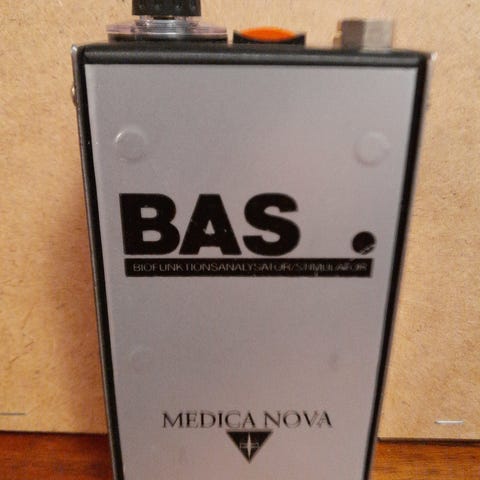 BAS.
BIOFUNKTIONSANALYSATOR/STIMULATOR
MEDICA NOVA